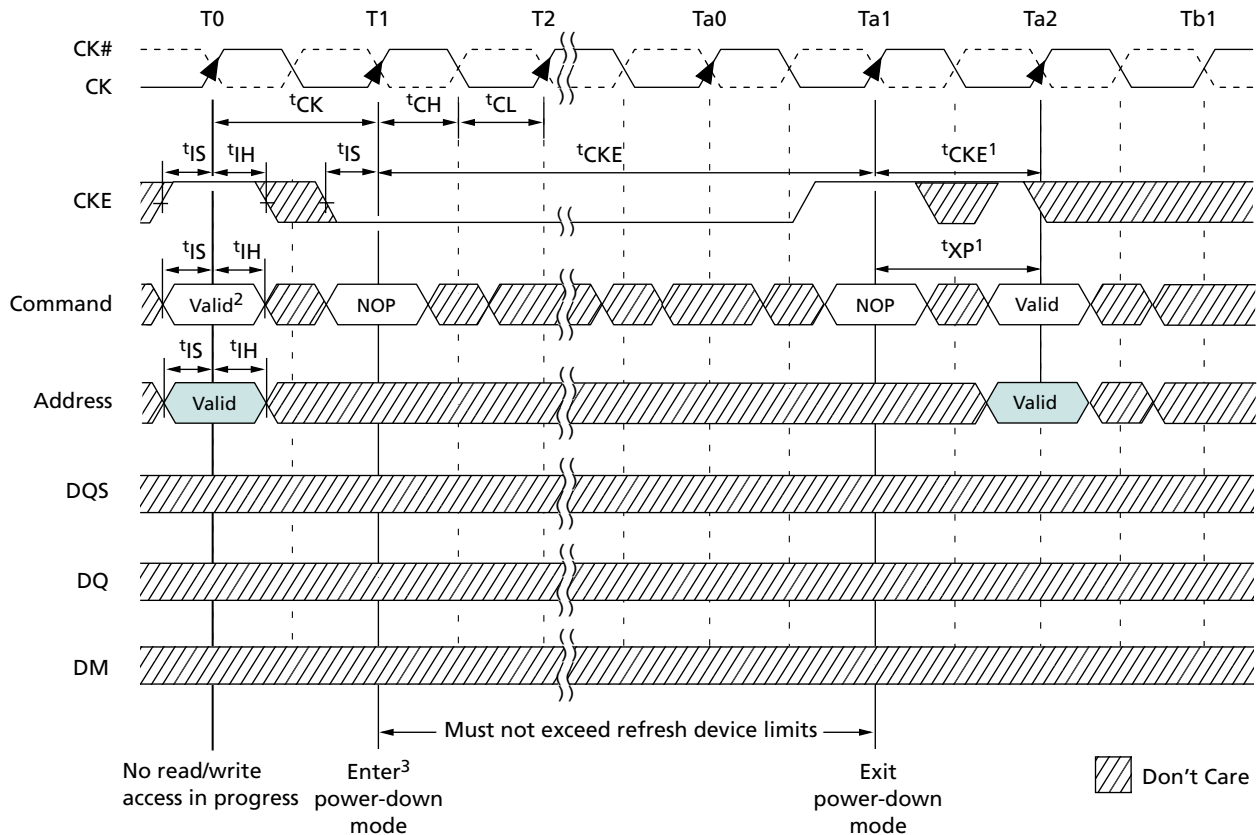 T0 T1 T2 Ta0 Ta1 Ta2 Tb1
CK#
CK
tCK tCH tCL
tIS tIH tIS tCKE tCKE1
CKE
tIS tIH tXP1
Command Valid2 NOP NOP Valid
tIS tIH
Address Valid Valid
DQS
DQ
DM
Must not exceed refresh device limits
No read/write
access in progress
Enter3
power-down
mode
Exit
power-down
mode
Don't Care